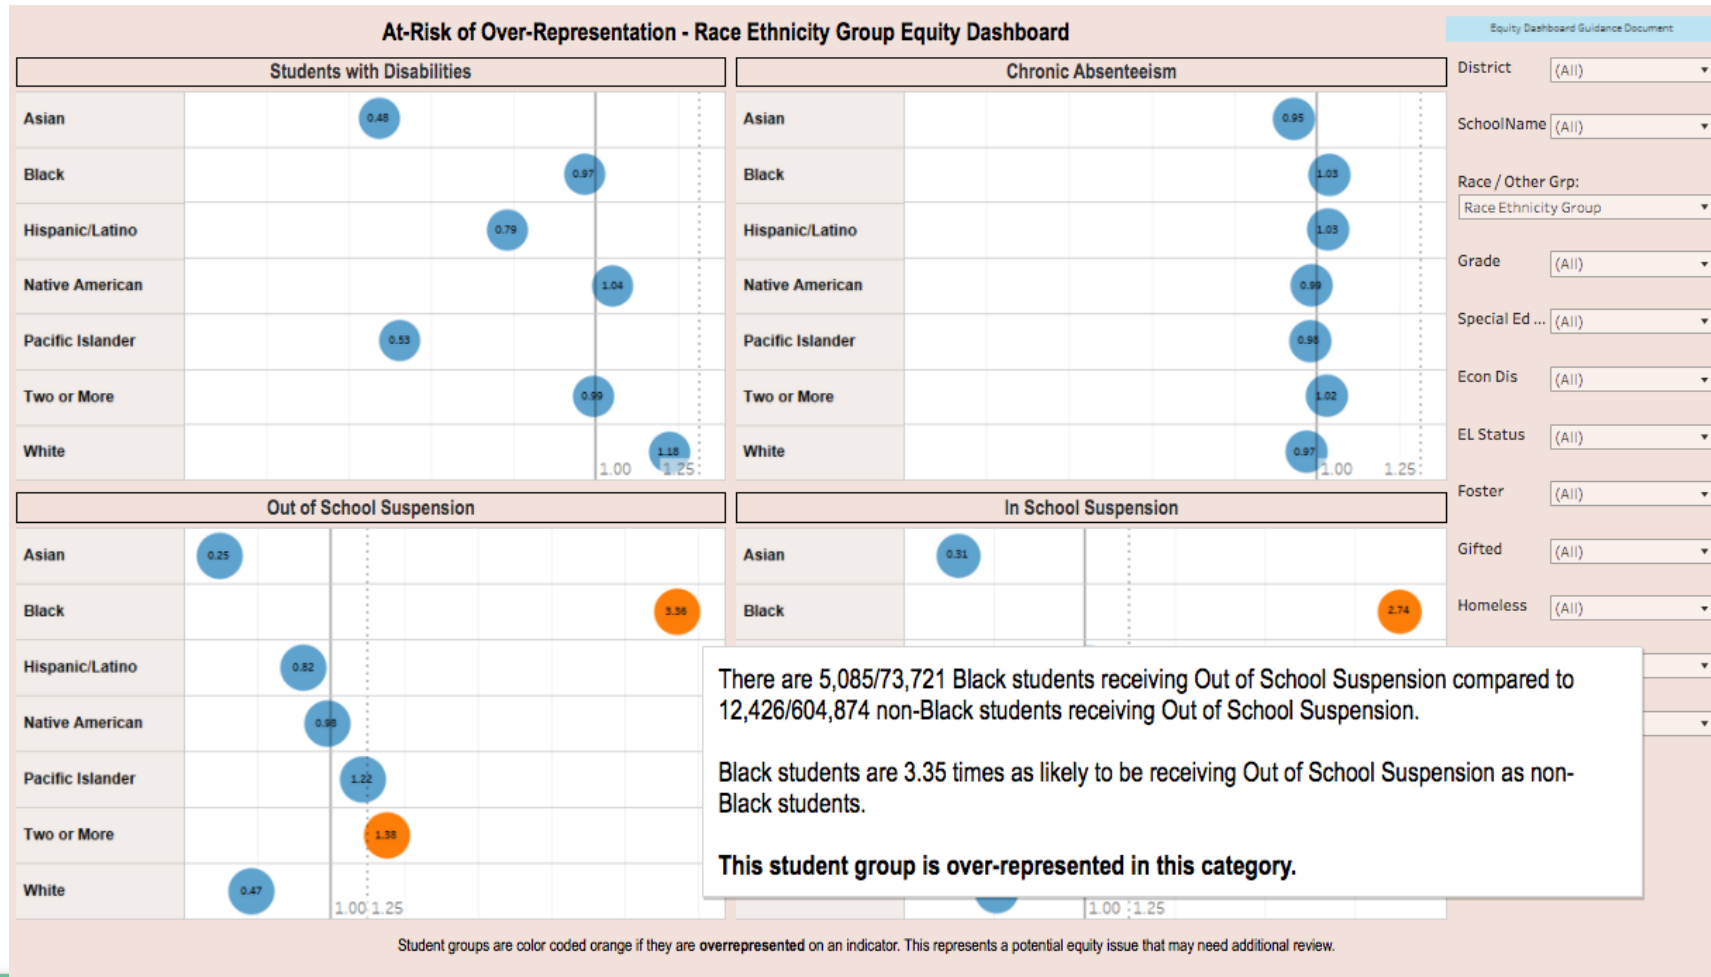 At-Risk of Over-Representation - Race Ethnicity Group Equity Dashboard
Equity Dashboard Guidance Document
Students with Disabilities
Asian 0.48
Black 0.97
Hispanic/Latino 0.79
Native American 1.04
Pacific Islander 0.53
Two or More 0.99
White 1.18
1.00 1.25
Chronic Absenteeism
Asian 0.95
Black 1.03
Hispanic/Latino 1.03
Native American 0.99
Pacific Islander 0.98
Two or More 1.02
White 0.97
1.00 1.25
Out of School Suspension
Asian 0.25
Black 3.36
Hispanic/Latino 0.82
Native American 0.98
Pacific Islander 1.22
Two or More 1.38
White 0.47
1.00 1.25
In School Suspension
Asian 0.31
Black 2.74
1.00 1.25
There are 5,085/73,721 Black students receiving Out of School Suspension compared to
12,426/604,874 non-Black students receiving Out of School Suspension.
Black students are 3.35 times as likely to be receiving Out of School Suspension as non-
Black students.
This student group is over-represented in this category.
District (All)
SchoolName (All)
Race / Other Grp:
Race Ethnicity Group
Grade (All)
Special Ed ... (All)
Econ Dis (All)
EL Status (All)
Foster (All)
Gifted (All)
Homeless (All)
Student groups are color coded orange if they are overrepresented on an indicator. This represents a potential equity issue that may need additional review.